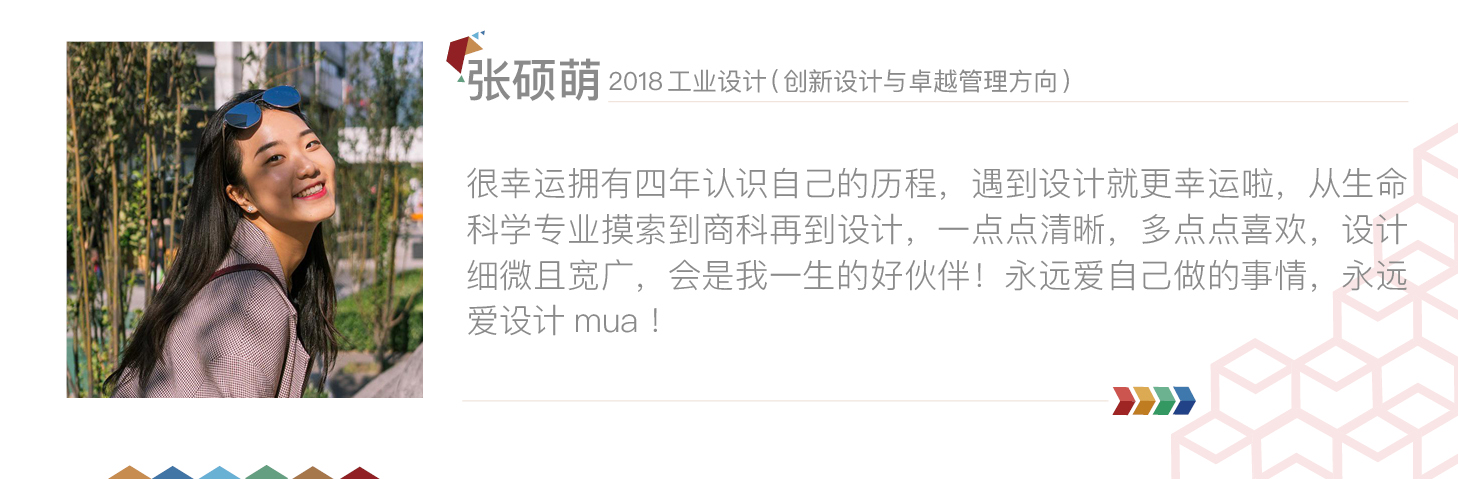 张硕萌 2018 工业设计（创新设计与卓越管理方向）
很幸运拥有四年认识自己的历程，遇到设计就更幸运啦，从生命
科学专业摸索到商科再到设计，一点点清晰，多点点喜欢，设计
细微且宽广，会是我一生的好伙伴！永远爱自己做的事情，永远
爱设计 mua ！